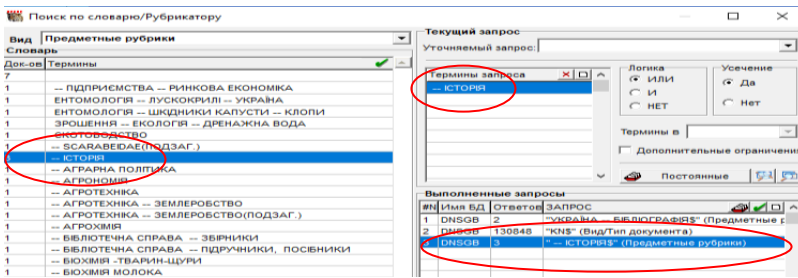 Поиск по словарю/Рубрикатору
Вид Предметные рубрики
Словарь
Док-ов Термины
7
1 -- ПІДПРИЄМСТВА -- РИНКОВА ЕКОНОМІКА
1 ЕНТОМОЛОГІЯ -- ЛУСКОКРИЛІ -- УКРАЇНА
1 ЕНТОМОЛОГІЯ -- ШКІДНИКИ КАПУСТИ -- КЛОПИ
1 ЗРОШЕННЯ -- ЕКОЛОГІЯ -- ДРЕНАЖНА ВОДА
1 СКОТОВОДСТВО
1 -- SCARABEIDAE(ПОДЗАГ.)
3 -- ІСТОРІЯ
1 -- АГРАРНА ПОЛІТИКА
1 -- АГРОНОМІЯ
1 -- АГРОТЕХНІКА
1 -- АГРОТЕХНІКА -- ЗЕМЛЕРОБСТВО
1 -- АГРОТЕХНІКА -- ЗЕМЛЕРОБСТВО(ПОДЗАГ.)
1 -- АГРОХІМІЯ
1 -- БІБЛІОТЕЧНА СПРАВА -- ЗБІРНИКИ
1 -- БІБЛІОТЕЧНА СПРАВА -- ПІДРУЧНИКИ, ПОСІБНИКИ
1 -- БІОХІМІЯ -ТВАРИН-ЩУРИ
1 -- БІОХІМІЯ МОЛОКА
Текущий запрос
Уточняемый запрос:
Термины запроса
-- ІСТОРІЯ
Логика
ИЛИ
И
НЕТ
Усечение
Да
Нет
Термины в
Дополнительные ограничени
Постоянные
Выполненные запросы
#N Имя БД Ответов ЗАПРОС
1 DNSGB 2 "УКРАЇНА -- БІБЛІОГРАФІЯ$" (Предметные р
2 DNSGB 130848 "KN$" (Вид/Тип документа)
DNSGB 3 " -- ІСТОРІЯ$" (Предметные рубрики)